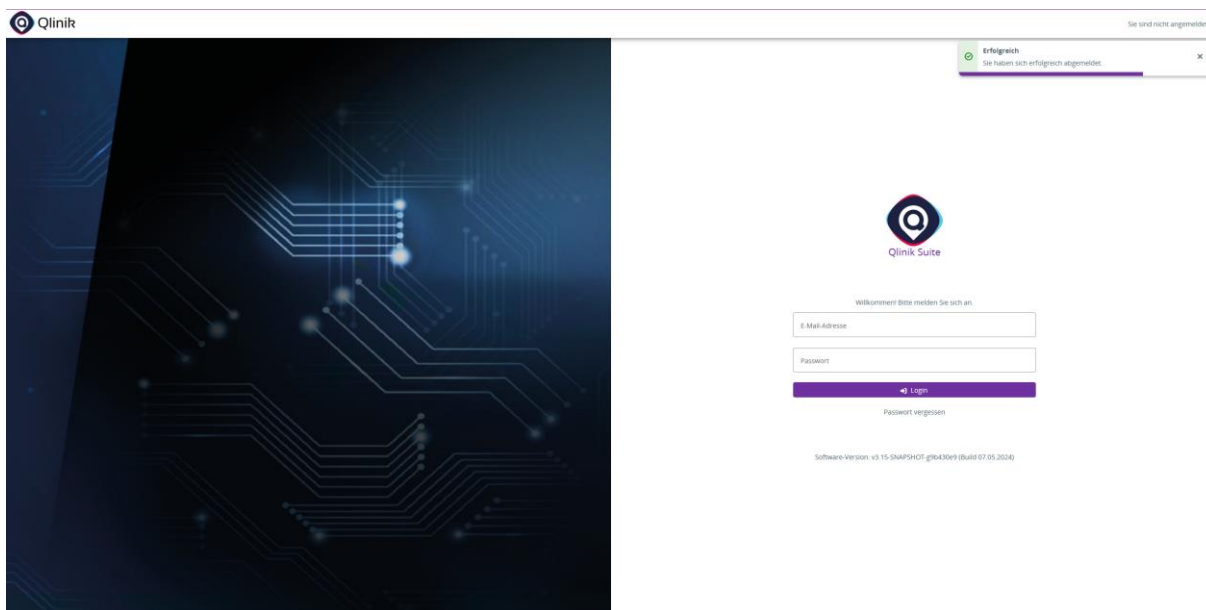 Qlinik
Sie sind nicht angemeldet
Erfolgreich
Sie haben sich erfolgreich abgemeldet.
Qlinik Suite
Willkommen! Bitte melden Sie sich an.
E-Mail-Adresse
Passwort
Login
Passwort vergessen
Software-Version: v3.15-SNAPSHOT-g9b430e9 (Build 07.05.2024)